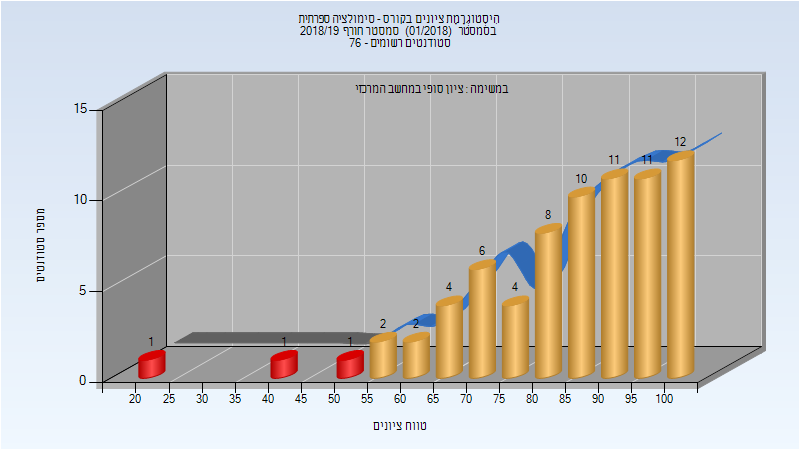 היסטוגרמת ציונים בקורס - סימולציה ספרתית
בסמסטר (01/2018) סמסטר חורף 2018/19
סטודנטים רשומים - 76
במשימה : ציון סופי במחשב המרכזי
מספר סטודנטים
15
10
5
0
1
1
1
2
2
4
6
4
8
10
11
11
12
20 25 30 35 40 45 50 55 60 65 70 75 80 85 90 95 100
טווח ציונים